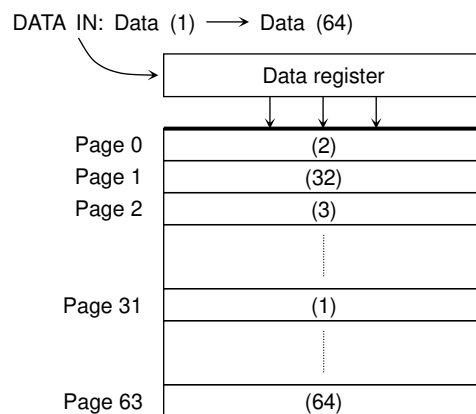 DATA IN: Data (1) ⟶ Data (64)
Data register
Page 0 (2)
Page 1 (32)
Page 2 (3)
Page 31 (1)
Page 63 (64)